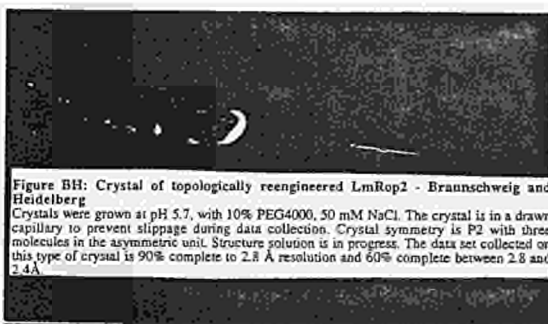 Figure BH: Crystal of topologically reengineered LmRop2 - Braunschweig and
Heidelberg
Crystals were grown at pH 5.7, with 10% PEG4000, 50 mM NaCl. The crystal is in a drawn
capillary to prevent slippage during data collection. Crystal symmetry is P2 with three
molecules in the asymmetric unit. Structure solution is in progress. The data set collected on
this type of crystal is 90% complete to 2.8 Å resolution and 60% complete between 2.8 and
2.4Å.